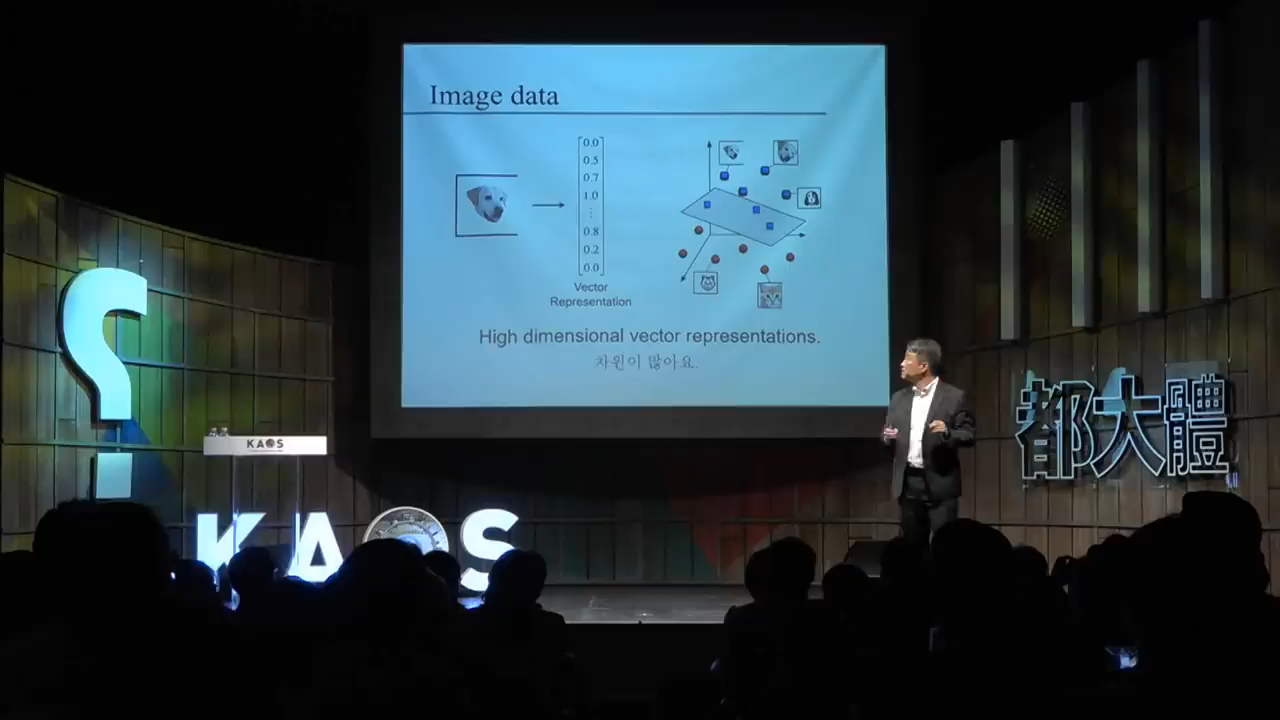 Image data
0.0
0.5
0.7
1.0
⋮
0.8
0.2
0.0
Vector
Representation
High dimensional vector representations.
차원이 많아요.
KAOS
KAOS
都大體